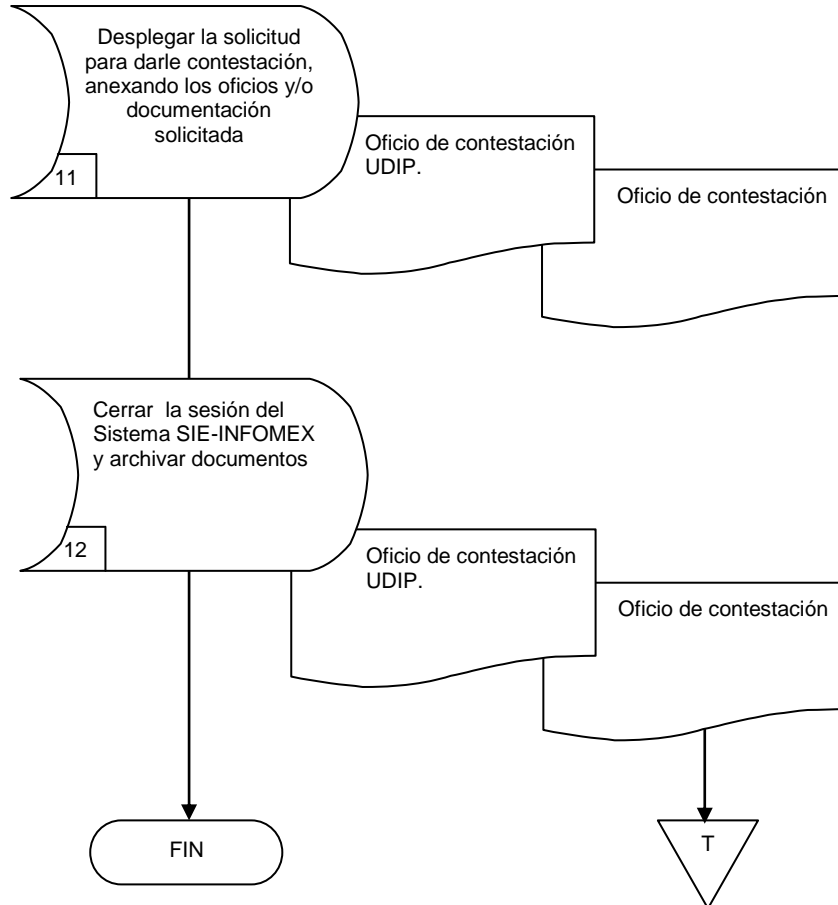 Desplegar la solicitud
para darle contestación,
anexando los oficios y/o
documentación
solicitada
11
Oficio de contestación
UDIP.
Oficio de contestación
Cerrar  la sesión del
Sistema SIE-INFOMEX
y archivar documentos
12
Oficio de contestación
UDIP.
Oficio de contestación
FIN
T